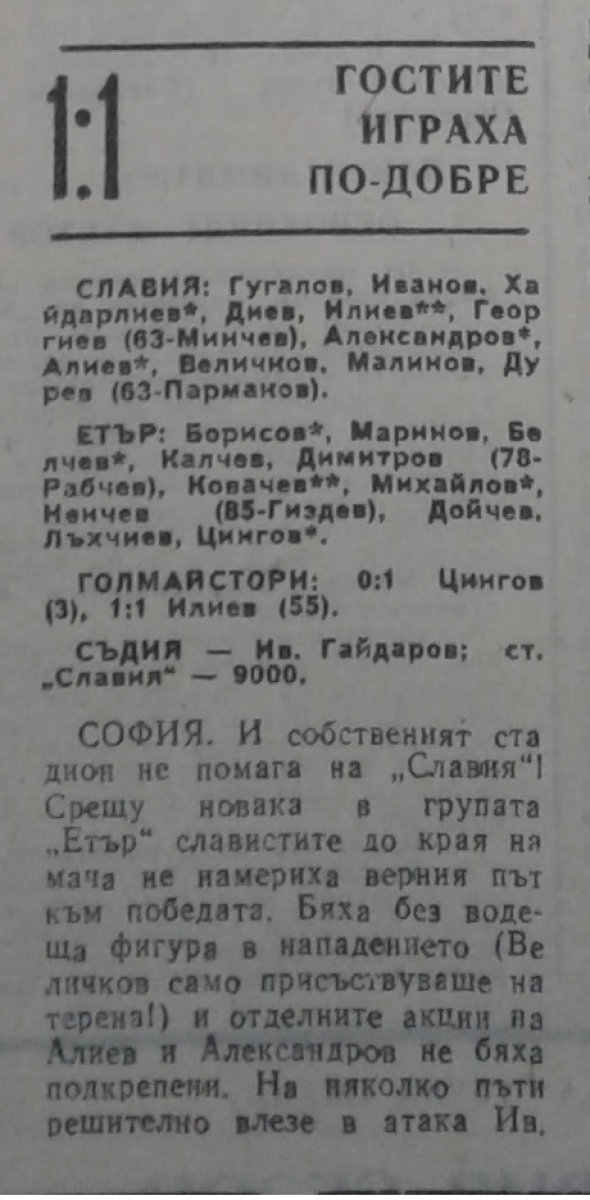 1:1
ГОСТИТЕ
ИГРАХА
ПО-ДОБРЕ
СЛАВИЯ: Гугалов, Иванов, Ха
йдарлиев*, Диев, Илиев**, Геор
гиев (63-Минчев), Александров*,
Алиев*, Величков, Малинов, Ду
рев (63-Парманов).
ЕТЪР: Борисов*, Маринов, Бе
лчев*, Калчев, Димитров (78-
Рабчев), Ковачев**, Михайлов*,
Ненчев (85-Гиздев), Дойчев,
Лъхчиев, Цингов*.
ГОЛМАЙСТОРИ: 0:1 Цингов
(3), 1:1 Илиев (55).
СЪДИЯ — Ив. Гайдаров; ст.
„Славия“ — 9000.
СОФИЯ. И собственият ста
дион не помага на „Славия“!
Срещу новака в групата
„Етър“ славистите до края на
мача не намериха верния път
към победата. Бяха без воде-
ща фигура в нападението (Ве
личков само присъствуваше на
терена!) и отделните акции на
Алиев и Александров не бяха
подкрепени. На няколко пъти
решително влезе в атака Ив.